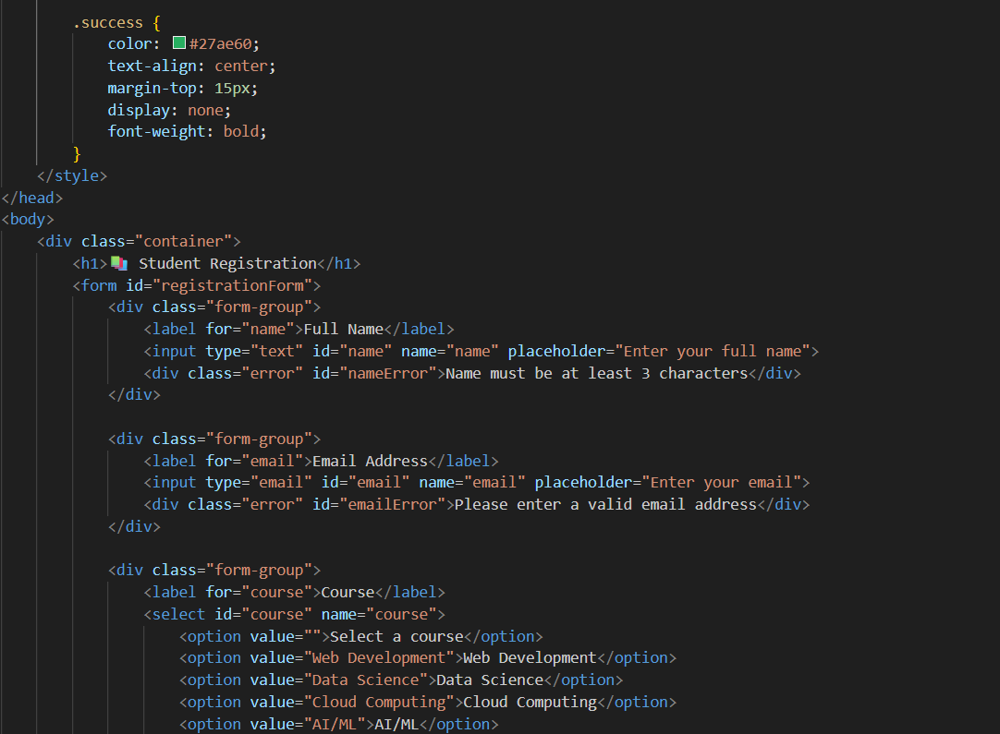 .success {
color: #27ae60;
text-align: center;
margin-top: 15px;
display: none;
font-weight: bold;
}
</style>
</head>
<body>
<div class="container">
<h1>📚 Student Registration</h1>
<form id="registrationForm">
<div class="form-group">
<label for="name">Full Name</label>
<input type="text" id="name" name="name" placeholder="Enter your full name">
<div class="error" id="nameError">Name must be at least 3 characters</div>
</div>
<div class="form-group">
<label for="email">Email Address</label>
<input type="email" id="email" name="email" placeholder="Enter your email">
<div class="error" id="emailError">Please enter a valid email address</div>
</div>
<div class="form-group">
<label for="course">Course</label>
<select id="course" name="course">
<option value="">Select a course</option>
<option value="Web Development">Web Development</option>
<option value="Data Science">Data Science</option>
<option value="Cloud Computing">Cloud Computing</option>
<option value="AI/ML">AI/ML</option>